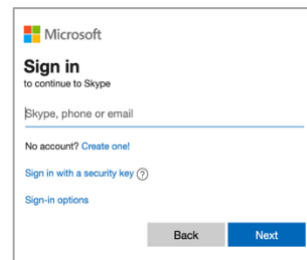 Microsoft
Sign in
to continue to Skype
Skype, phone or email
No account? Create one!
Sign in with a security key ?
Sign-in options
Back Next